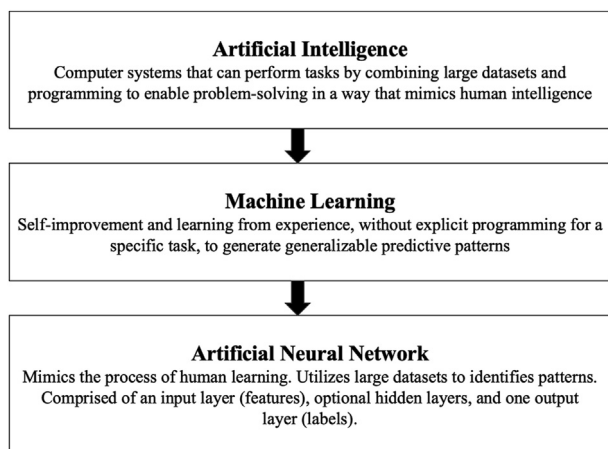 Artificial Intelligence
Computer systems that can perform tasks by combining large datasets and
programming to enable problem-solving in a way that mimics human intelligence
Machine Learning
Self-improvement and learning from experience, without explicit programming for a
specific task, to generate generalizable predictive patterns
Artificial Neural Network
Mimics the process of human learning. Utilizes large datasets to identifies patterns.
Comprised of an input layer (features), optional hidden layers, and one output
layer (labels).